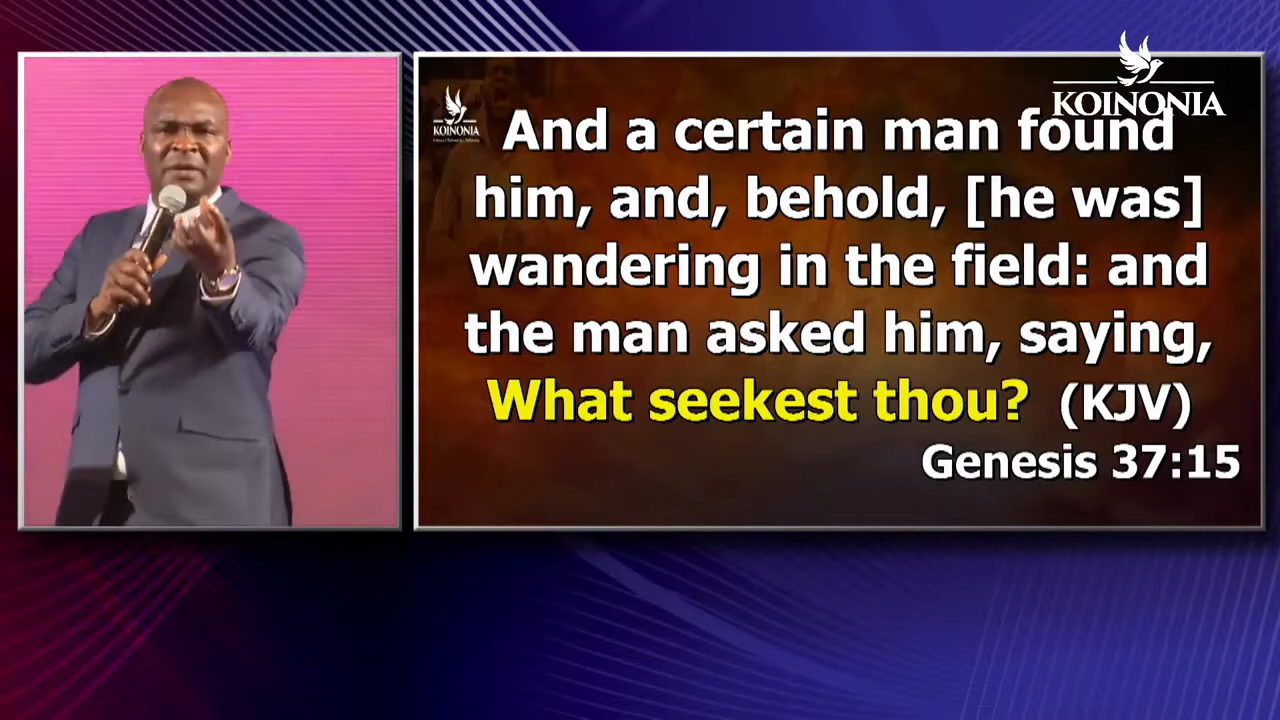 KOINONIA
KOINONIA
And a certain man found
him, and, behold, [he was]
wandering in the field: and
the man asked him, saying,
What seekest thou? (KJV)
Genesis 37:15